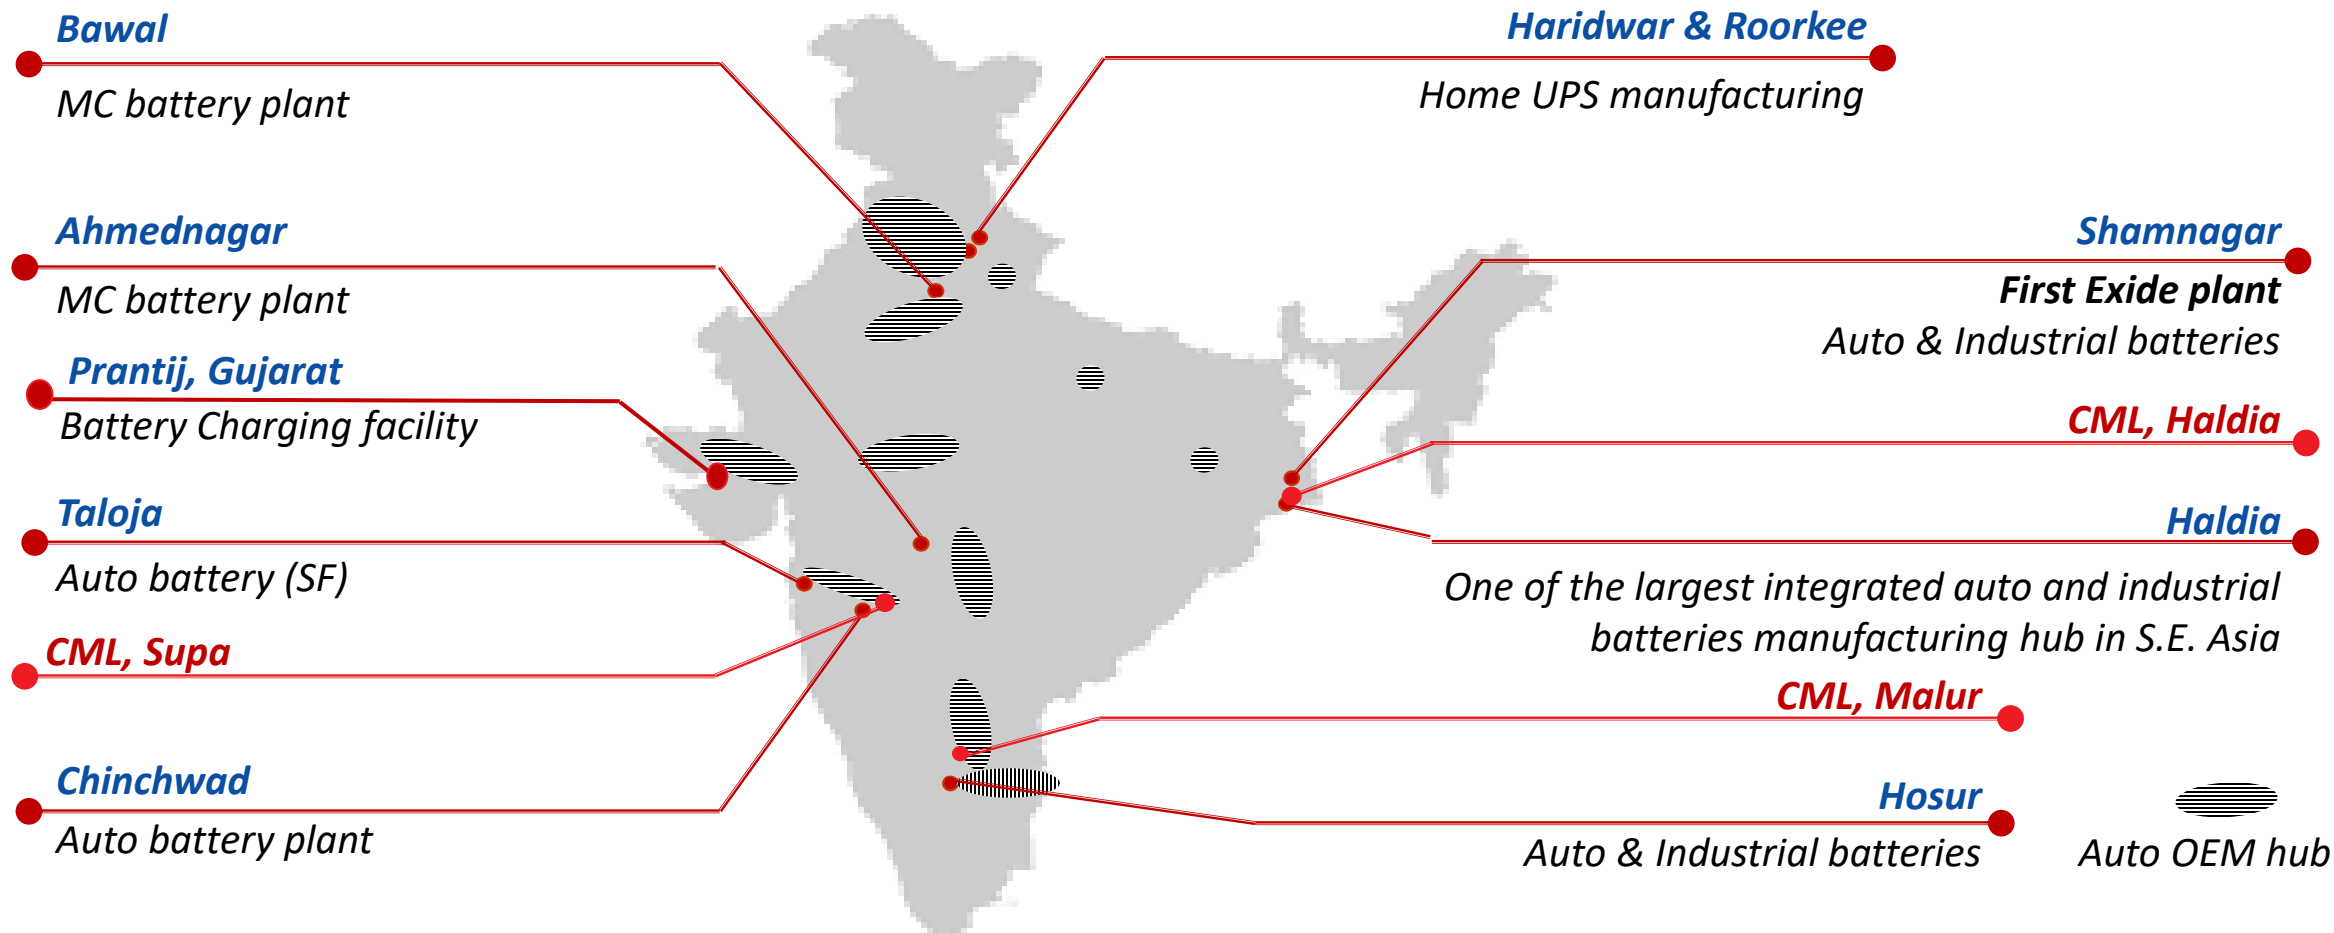 Bawal
MC battery plant
Ahmednagar
MC battery plant
Prantij, Gujarat
Battery Charging facility
Taloja
Auto battery (SF)
CML, Supa
Chinchwad
Auto battery plant
Haridwar & Roorkee
Home UPS manufacturing
Shamnagar
First Exide plant
Auto & Industrial batteries
CML, Haldia
Haldia
One of the largest integrated auto and industrial
batteries manufacturing hub in S.E. Asia
CML, Malur
Hosur
Auto & Industrial batteries
Auto OEM hub